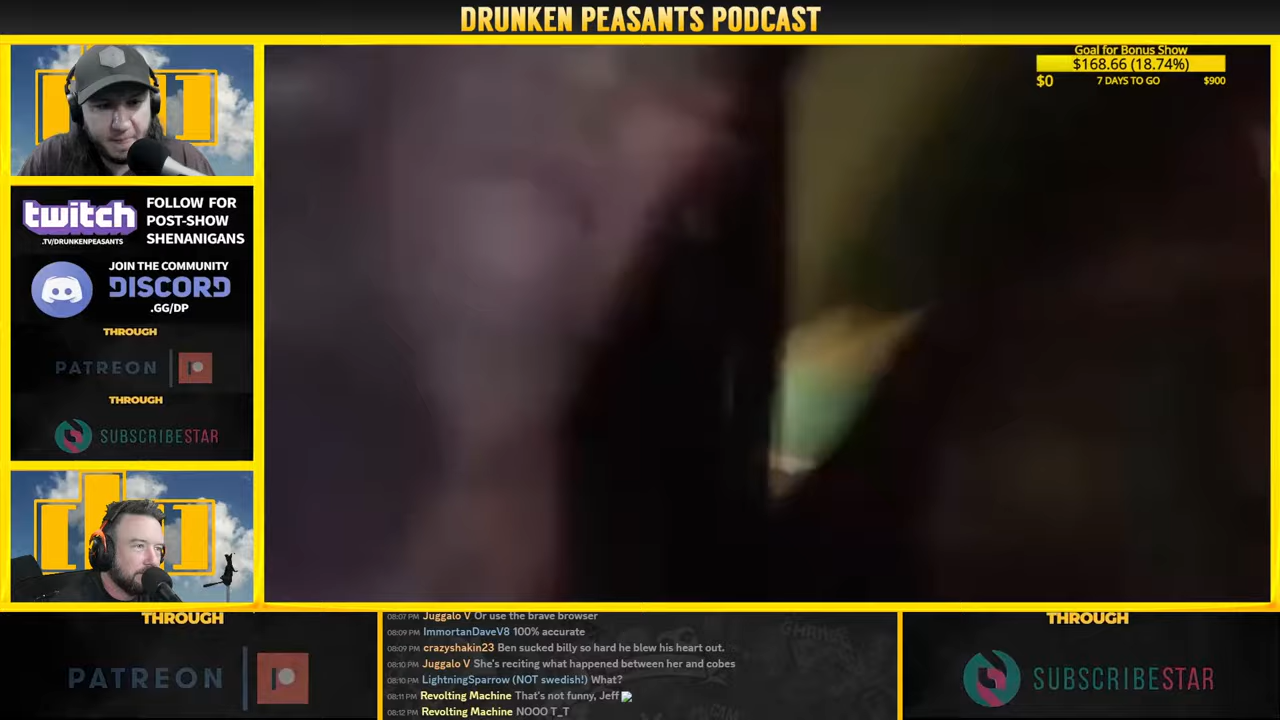 DRUNKEN PEASANTS PODCAST
Goal for Bonus Show
$168.66 (18.74%)
$0
7 DAYS TO GO
$900
twitch
.TV/DRUNKENPEASANTS
FOLLOW FOR
POST-SHOW
SHENANIGANS
JOIN THE COMMUNITY
DISCORD
.GG/DP
THROUGH
PATREON
THROUGH
SUBSCRIBESTAR
THROUGH
PATREON
08:07 PM Juggalo V Or use the brave browser
08:09 PM ImmortanDaveV8 100% accurate
08:09 PM crazyshakin23 Ben sucked billy so hard he blew his heart out.
08:10 PM Juggalo V She's reciting what happened between her and cobes
08:10 PM LightningSparrow (NOT swedish!) What?
08:11 PM Revolting Machine That's not funny, Jeff
08:12 PM Revolting Machine NOOO T_T
THROUGH
SUBSCRIBESTAR